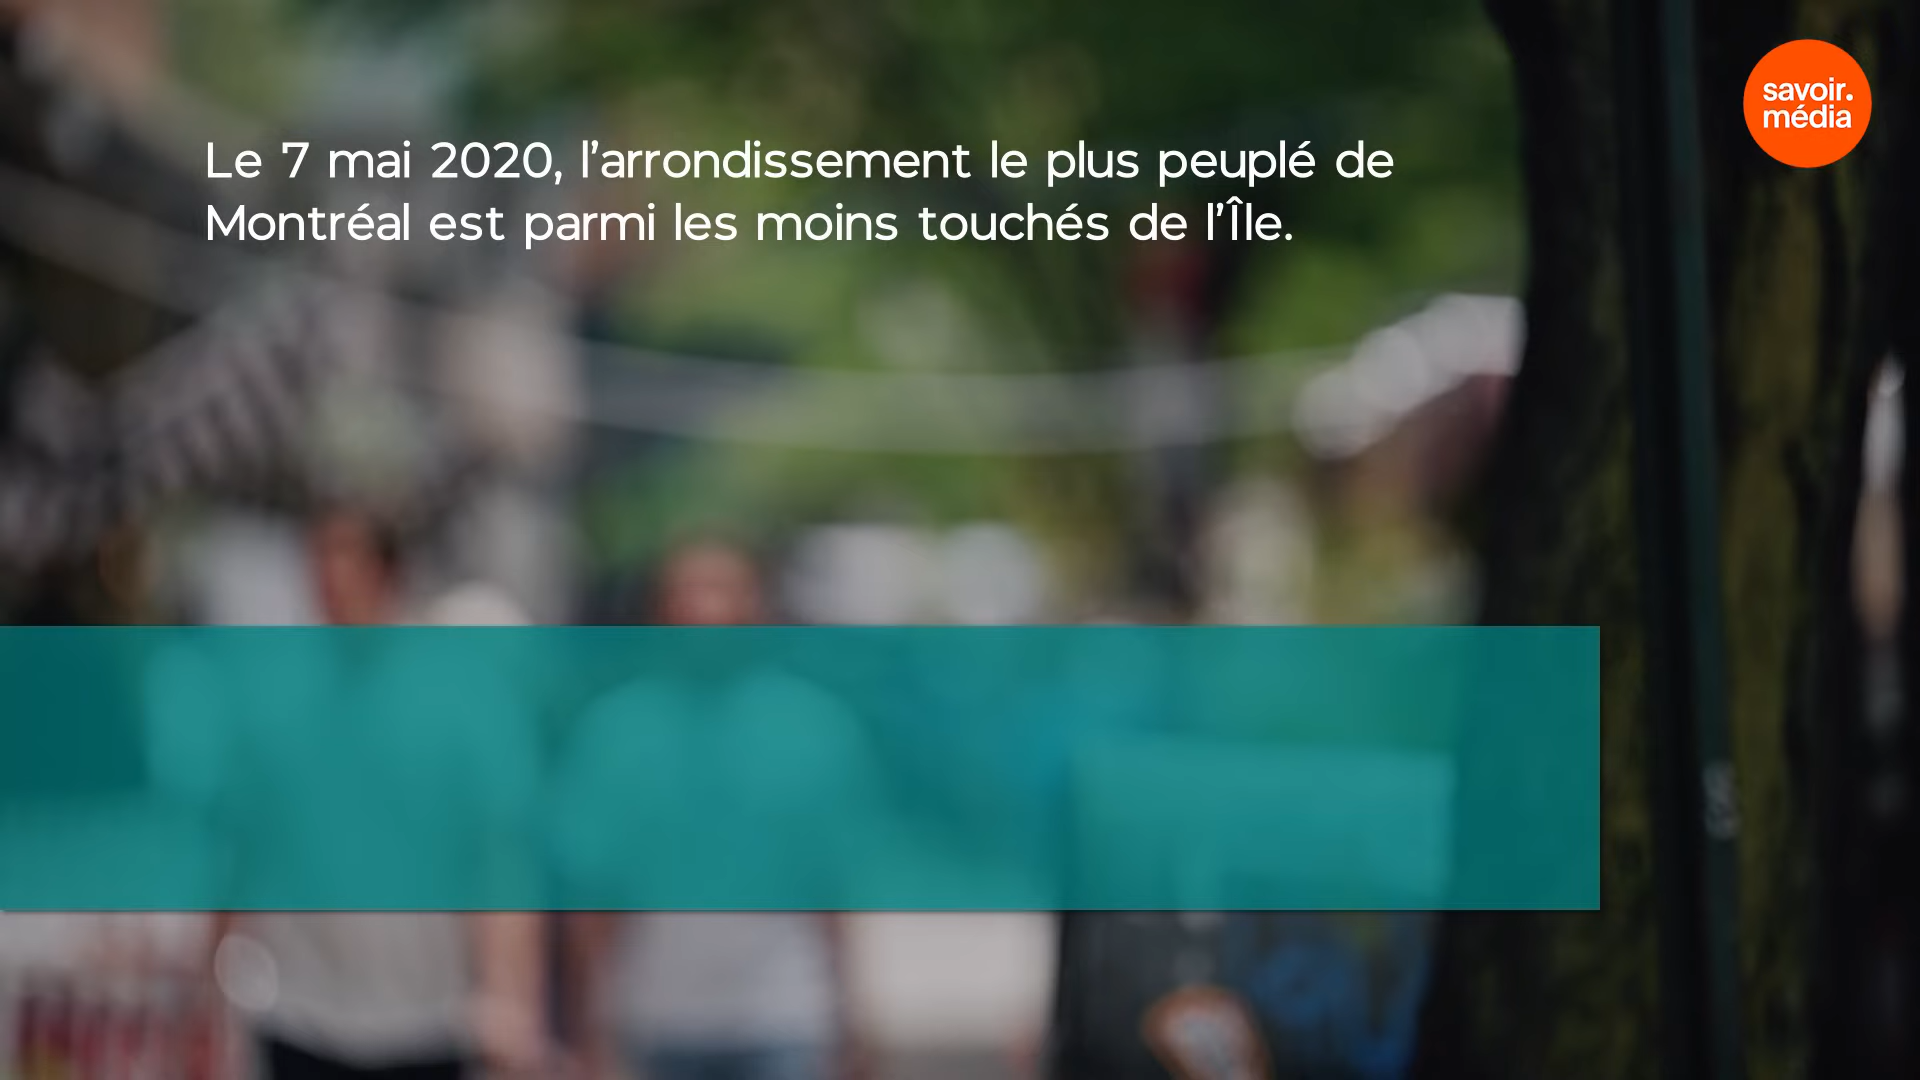 savoir.
média
Le 7 mai 2020, l’arrondissement le plus peuplé de
Montréal est parmi les moins touchés de l’Île.